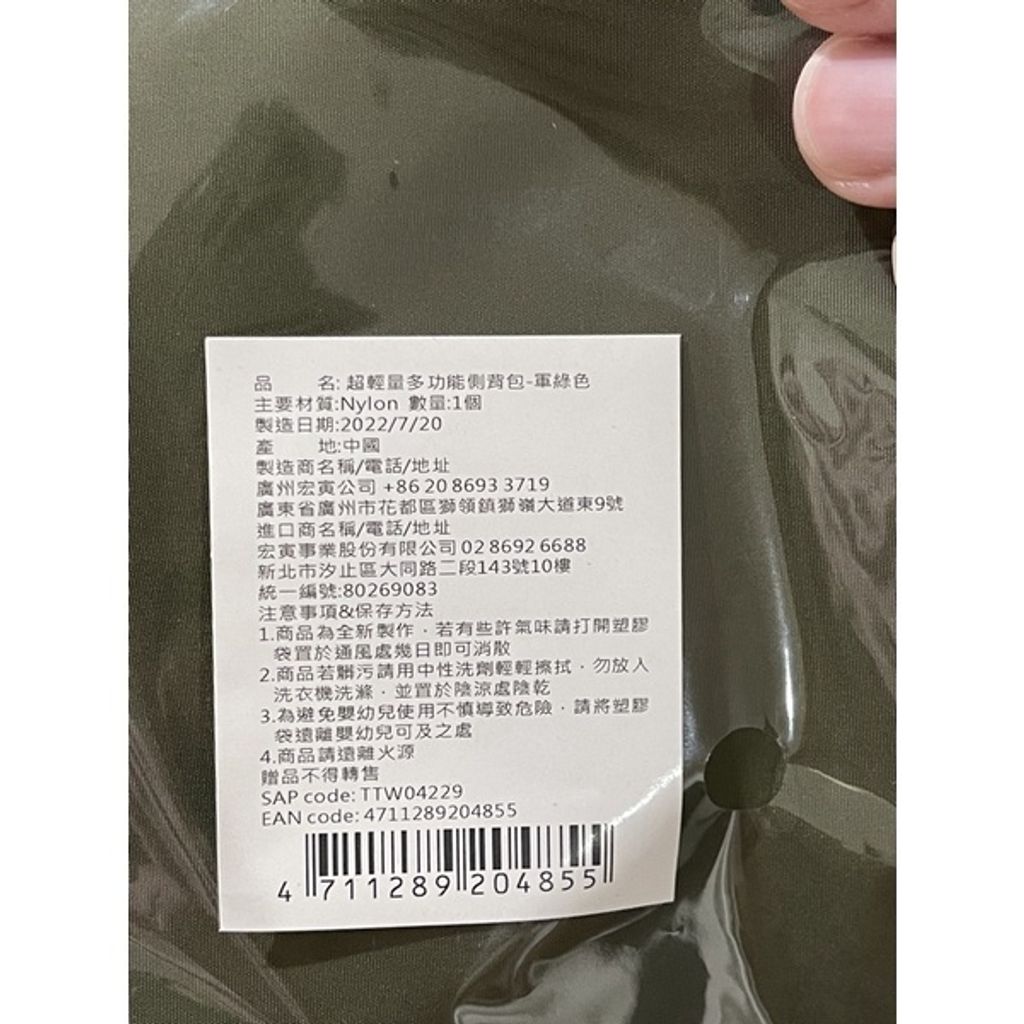 品　　名: 超輕量多功能側背包-軍綠色
主要材質:Nylon 數量:1個
製造日期:2022/7/20
產　　地:中國
製造商名稱/電話/地址
廣州宏寅公司 +86 20 8693 3719
廣東省廣州市花都區獅領鎮獅嶺大道東9號
進口商名稱/電話/地址
宏寅事業股份有限公司 02 8692 6688
新北市汐止區大同路二段143號10樓
統一編號:80269083
注意事項&保存方法
1.商品為全新製作，若有些許氣味請打開塑膠
袋置於通風處幾日即可消散
2.商品若髒污請用中性洗劑輕輕擦拭，勿放入
洗衣機洗滌，並置於陰涼處陰乾
3.為避免嬰幼兒使用不慎導致危險，請將塑膠
袋遠離嬰幼兒可及之處
4.商品請遠離火源
贈品不得轉售
SAP code: TTW04229
EAN code: 4711289204855
4 711289 204855